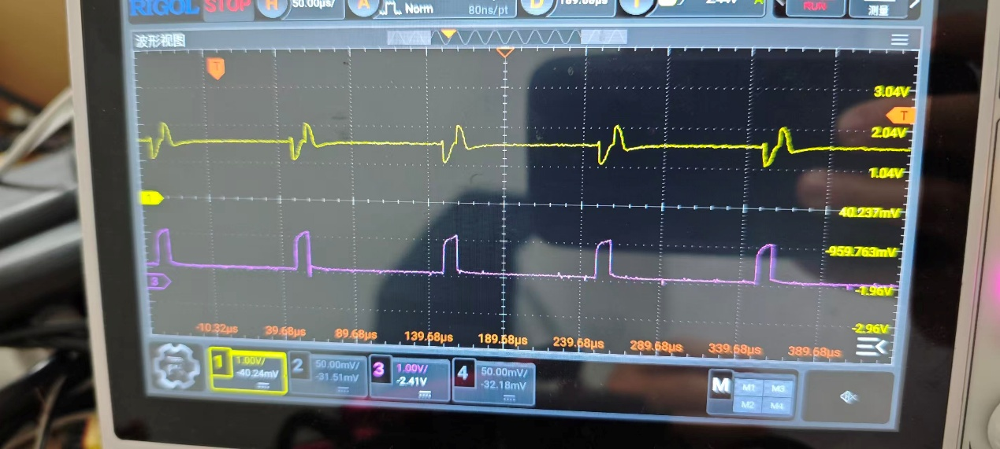 RIGOL STOP H 50.00μs/ A Norm 80ns/pt D T A RUN 测量
波形视图
T
3.04V
T
2.04V
1.04V
1
40.237mV
-959.763mV
3
-1.96V
-2.96V
-10.32μs 39.68μs 89.68μs 139.68μs 189.68μs 239.68μs 289.68μs 339.68μs 389.68μs
1 1.00V/ 2 50.00mV/ 3 1.00V/ 4 50.00mV/
-40.24mV -31.51mV -2.41V -32.18mV
M M1 M3
M2 M4